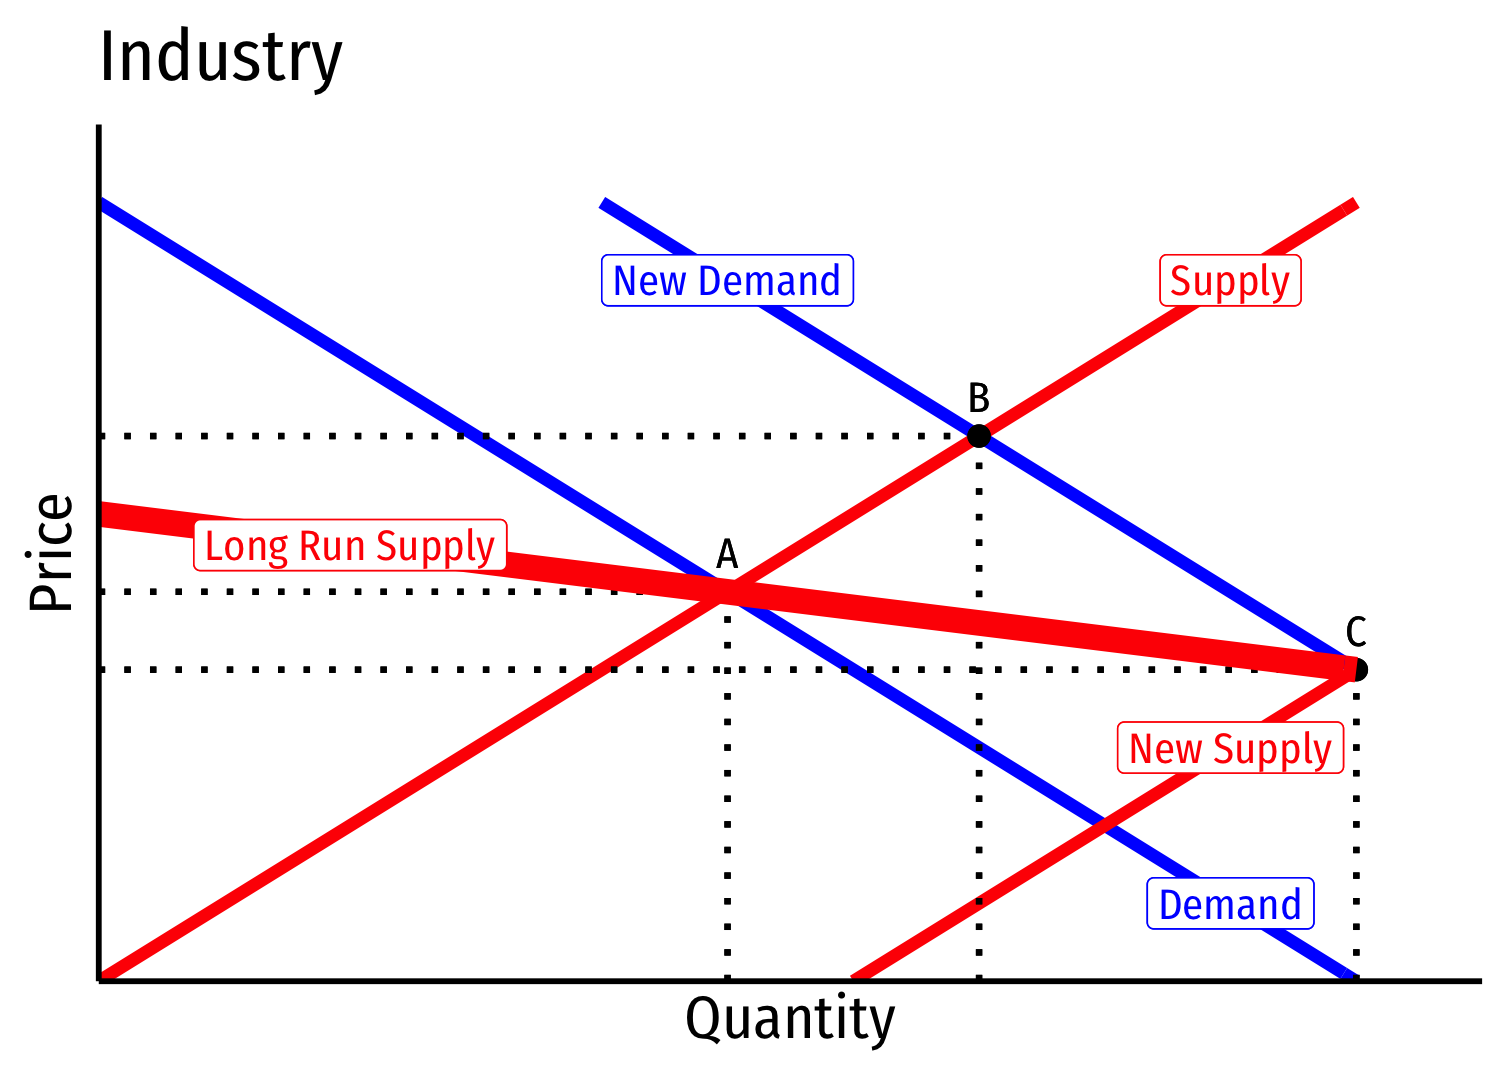 Industry
New Demand
Supply
B
Long Run Supply
A
Price
C
New Supply
Demand
Quantity